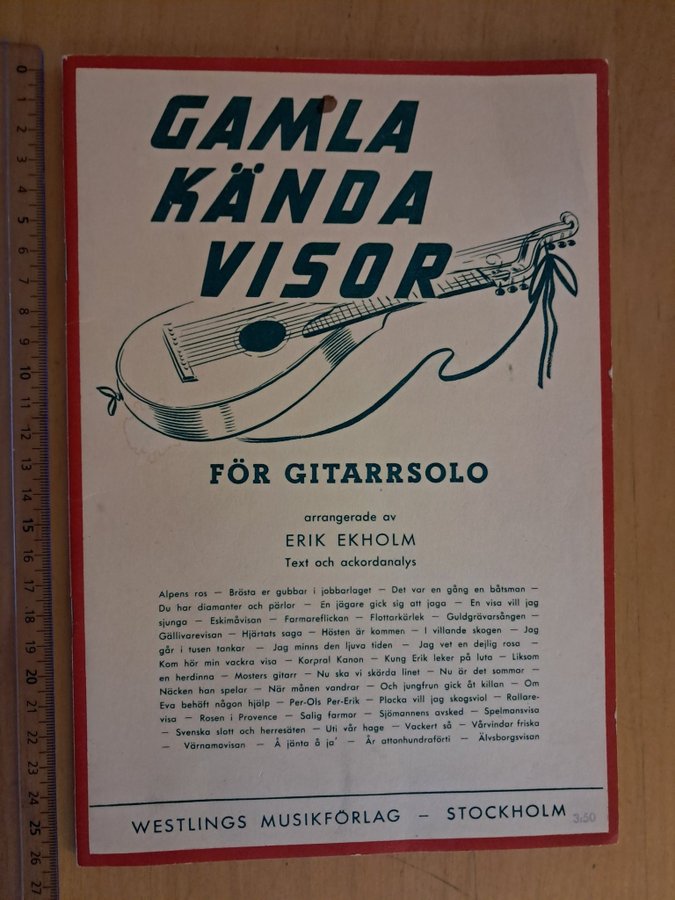 GAMLA
KÄNDA
VISOR
FÖR GITARRSOLO
arrangerade av
ERIK EKHOLM
Text och ackordanalys
Alpens ros — Brösta er gubbar i jobbarlaget — Det var en gång en båtsman —
Du har diamanter och pärlor — En jägare gick sig att jaga — En visa vill jag
sjunga — Eskimåvisan — Farmareflickan — Flottarkärlek — Guldgrävarsången —
Gällivarevisan — Hjärtats saga — Hösten är kommen — I villande skogen — Jag
går i tusen tankar — Jag minns den ljuva tiden — Jag vet en dejlig rosa —
Kom hör min vackra visa — Korpral Kanon — Kung Erik leker på luta — Liksom
en herdinna — Mosters gitarr — Nu ska vi skörda linet — Nu är det sommar —
Näcken han spelar — När månen vandrar — Och jungfrun gick åt killan — Om
Eva behöft någon hjälp — Per-Ols Per-Erik — Plocka vill jag skogsviol — Rallare-
visa — Rosen i Provence — Salig farmor — Sjömannens avsked — Spelmansvisa
— Svenska slott och herresäten — Uti vår hage — Vackert så — Vårvindar friska
— Värnamovisan — Å jänta å ja' — År attonhundraförti — Älvsborgsvisan
WESTLINGS MUSIKFÖRLAG — STOCKHOLM 3:50
0 1 2 3 4 5 6 7 8 9 10 11 12 13 14 15 16 17 18 19 20 21 22 23 24 25 26 27